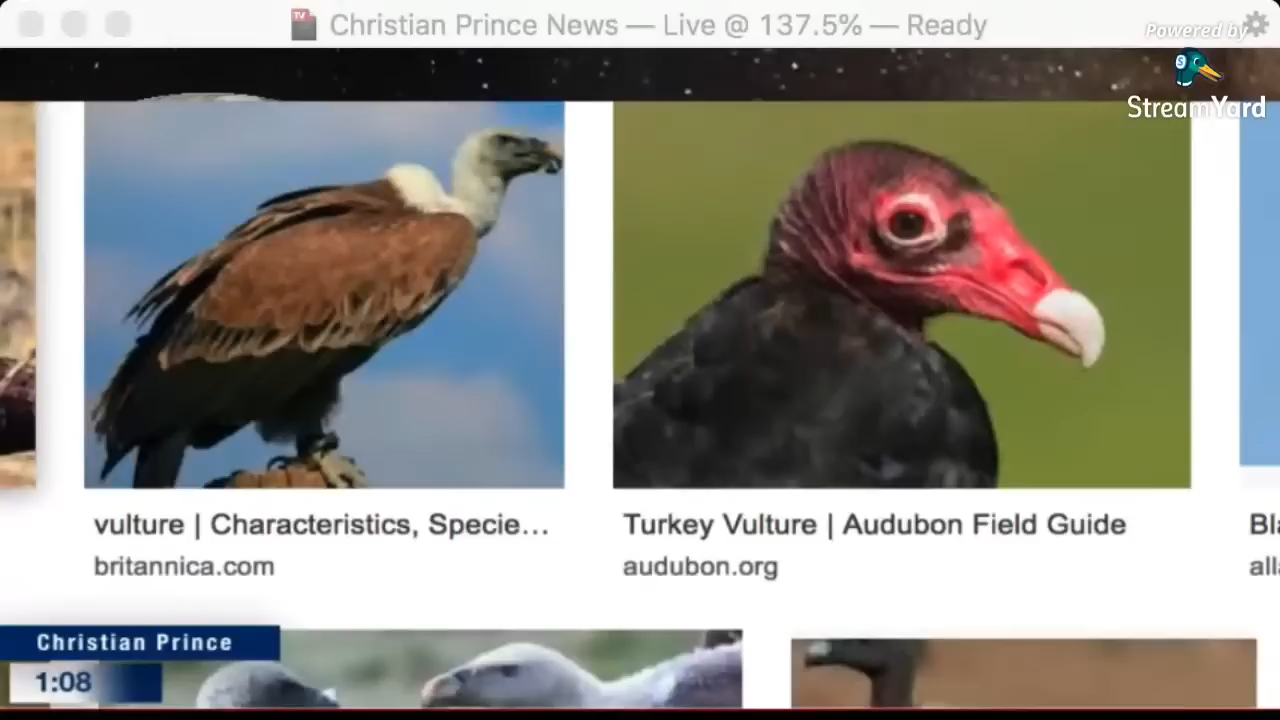 Christian Prince News — Live @ 137.5% — Ready
Powered by
StreamYard
vulture | Characteristics, Specie...
Turkey Vulture | Audubon Field Guide
britannica.com
audubon.org
Christian Prince
1:08